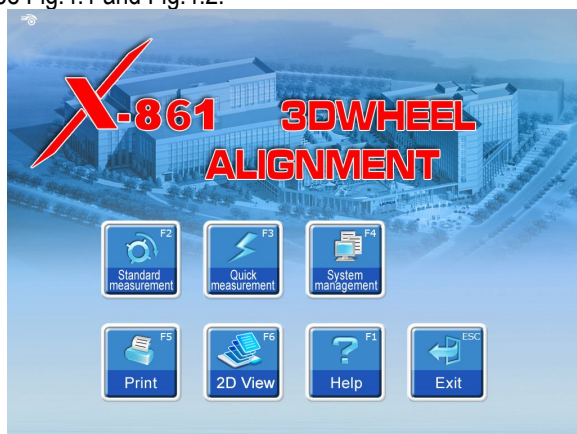 Fig.1.1 and Fig.1.2.
X-861 3DWHEEL
ALIGNMENT
F2
Standard
measurement
F3
Quick
measurement
F4
System
management
F5
Print
F6
2D View
F1
Help
ESC
Exit